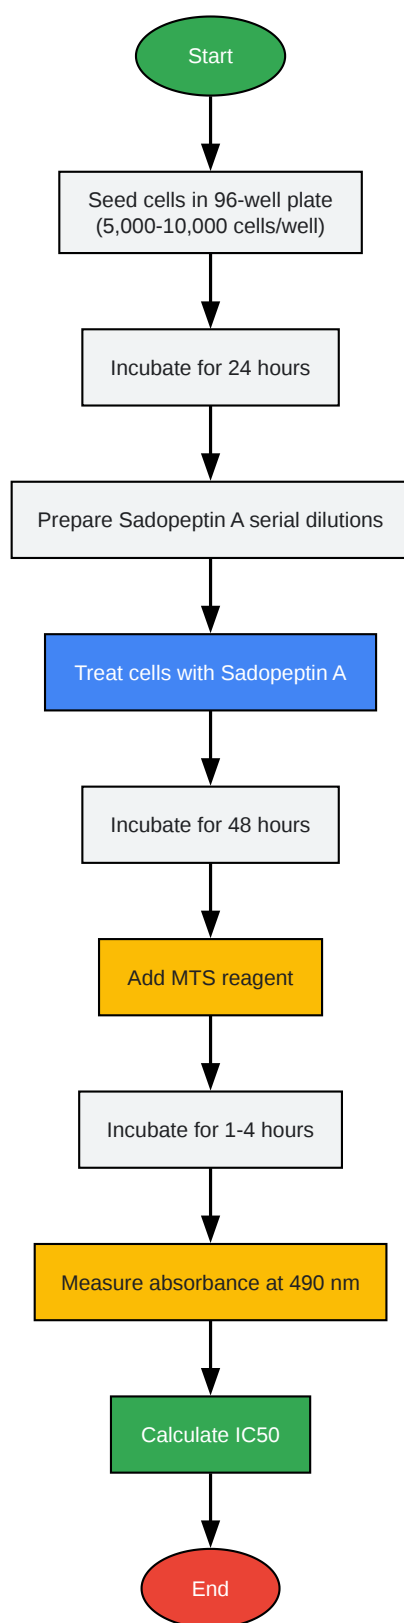 Start
Seed cells in 96-well plate
(5,000-10,000 cells/well)
Incubate for 24 hours
Prepare Sadopeptin A serial dilutions
Treat cells with Sadopeptin A
Incubate for 48 hours
Add MTS reagent
Incubate for 1-4 hours
Measure absorbance at 490 nm
Calculate IC50
End